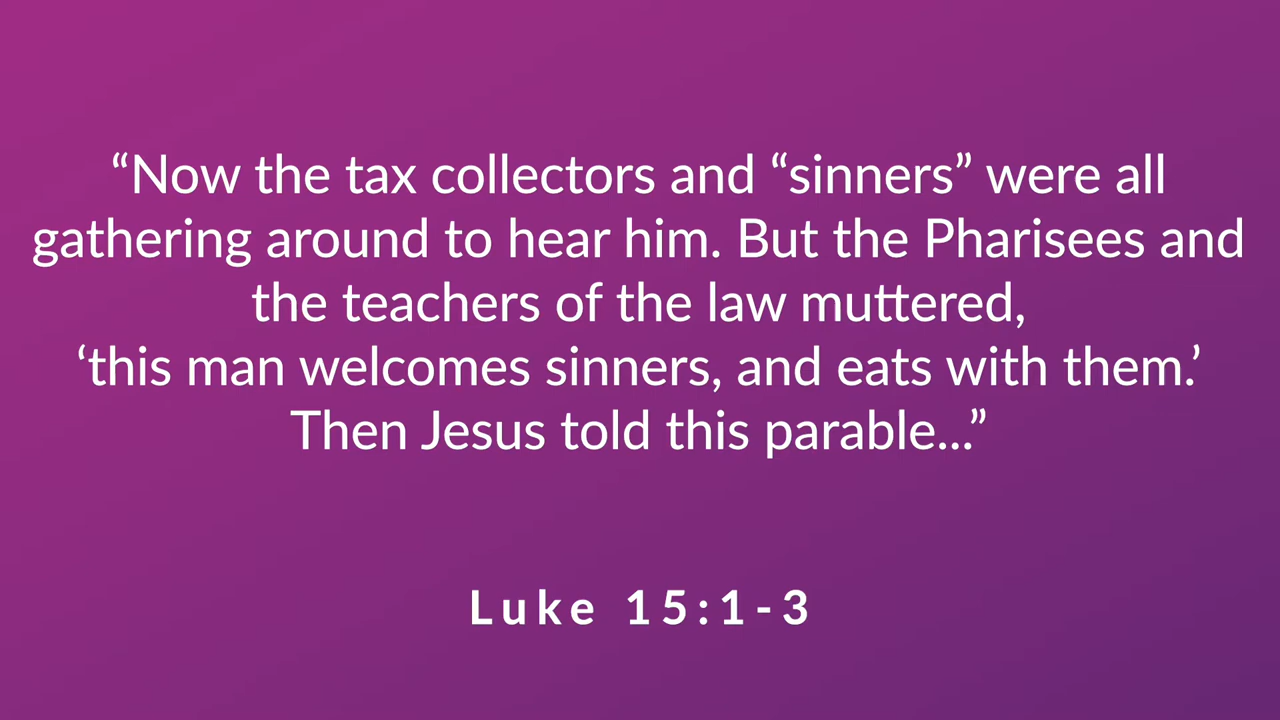 “Now the tax collectors and “sinners” were all
gathering around to hear him. But the Pharisees and
the teachers of the law muttered,
‘this man welcomes sinners, and eats with them.’
Then Jesus told this parable...”
Luke 15:1-3